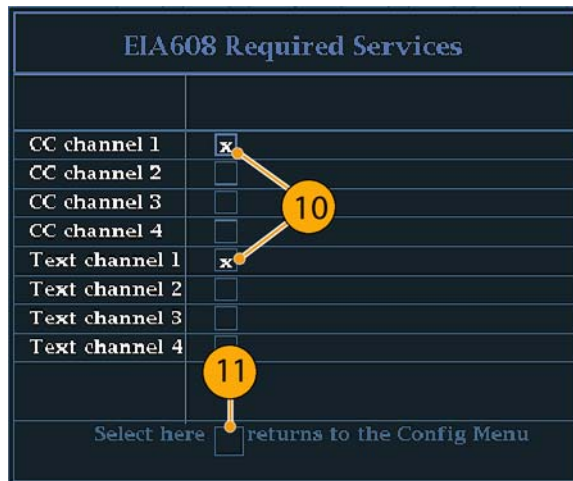 EIA608 Required Services
CC channel 1 x
CC channel 2
CC channel 3
CC channel 4
10
Text channel 1 x
Text channel 2
Text channel 3
Text channel 4
11
Select here returns to the Config Menu